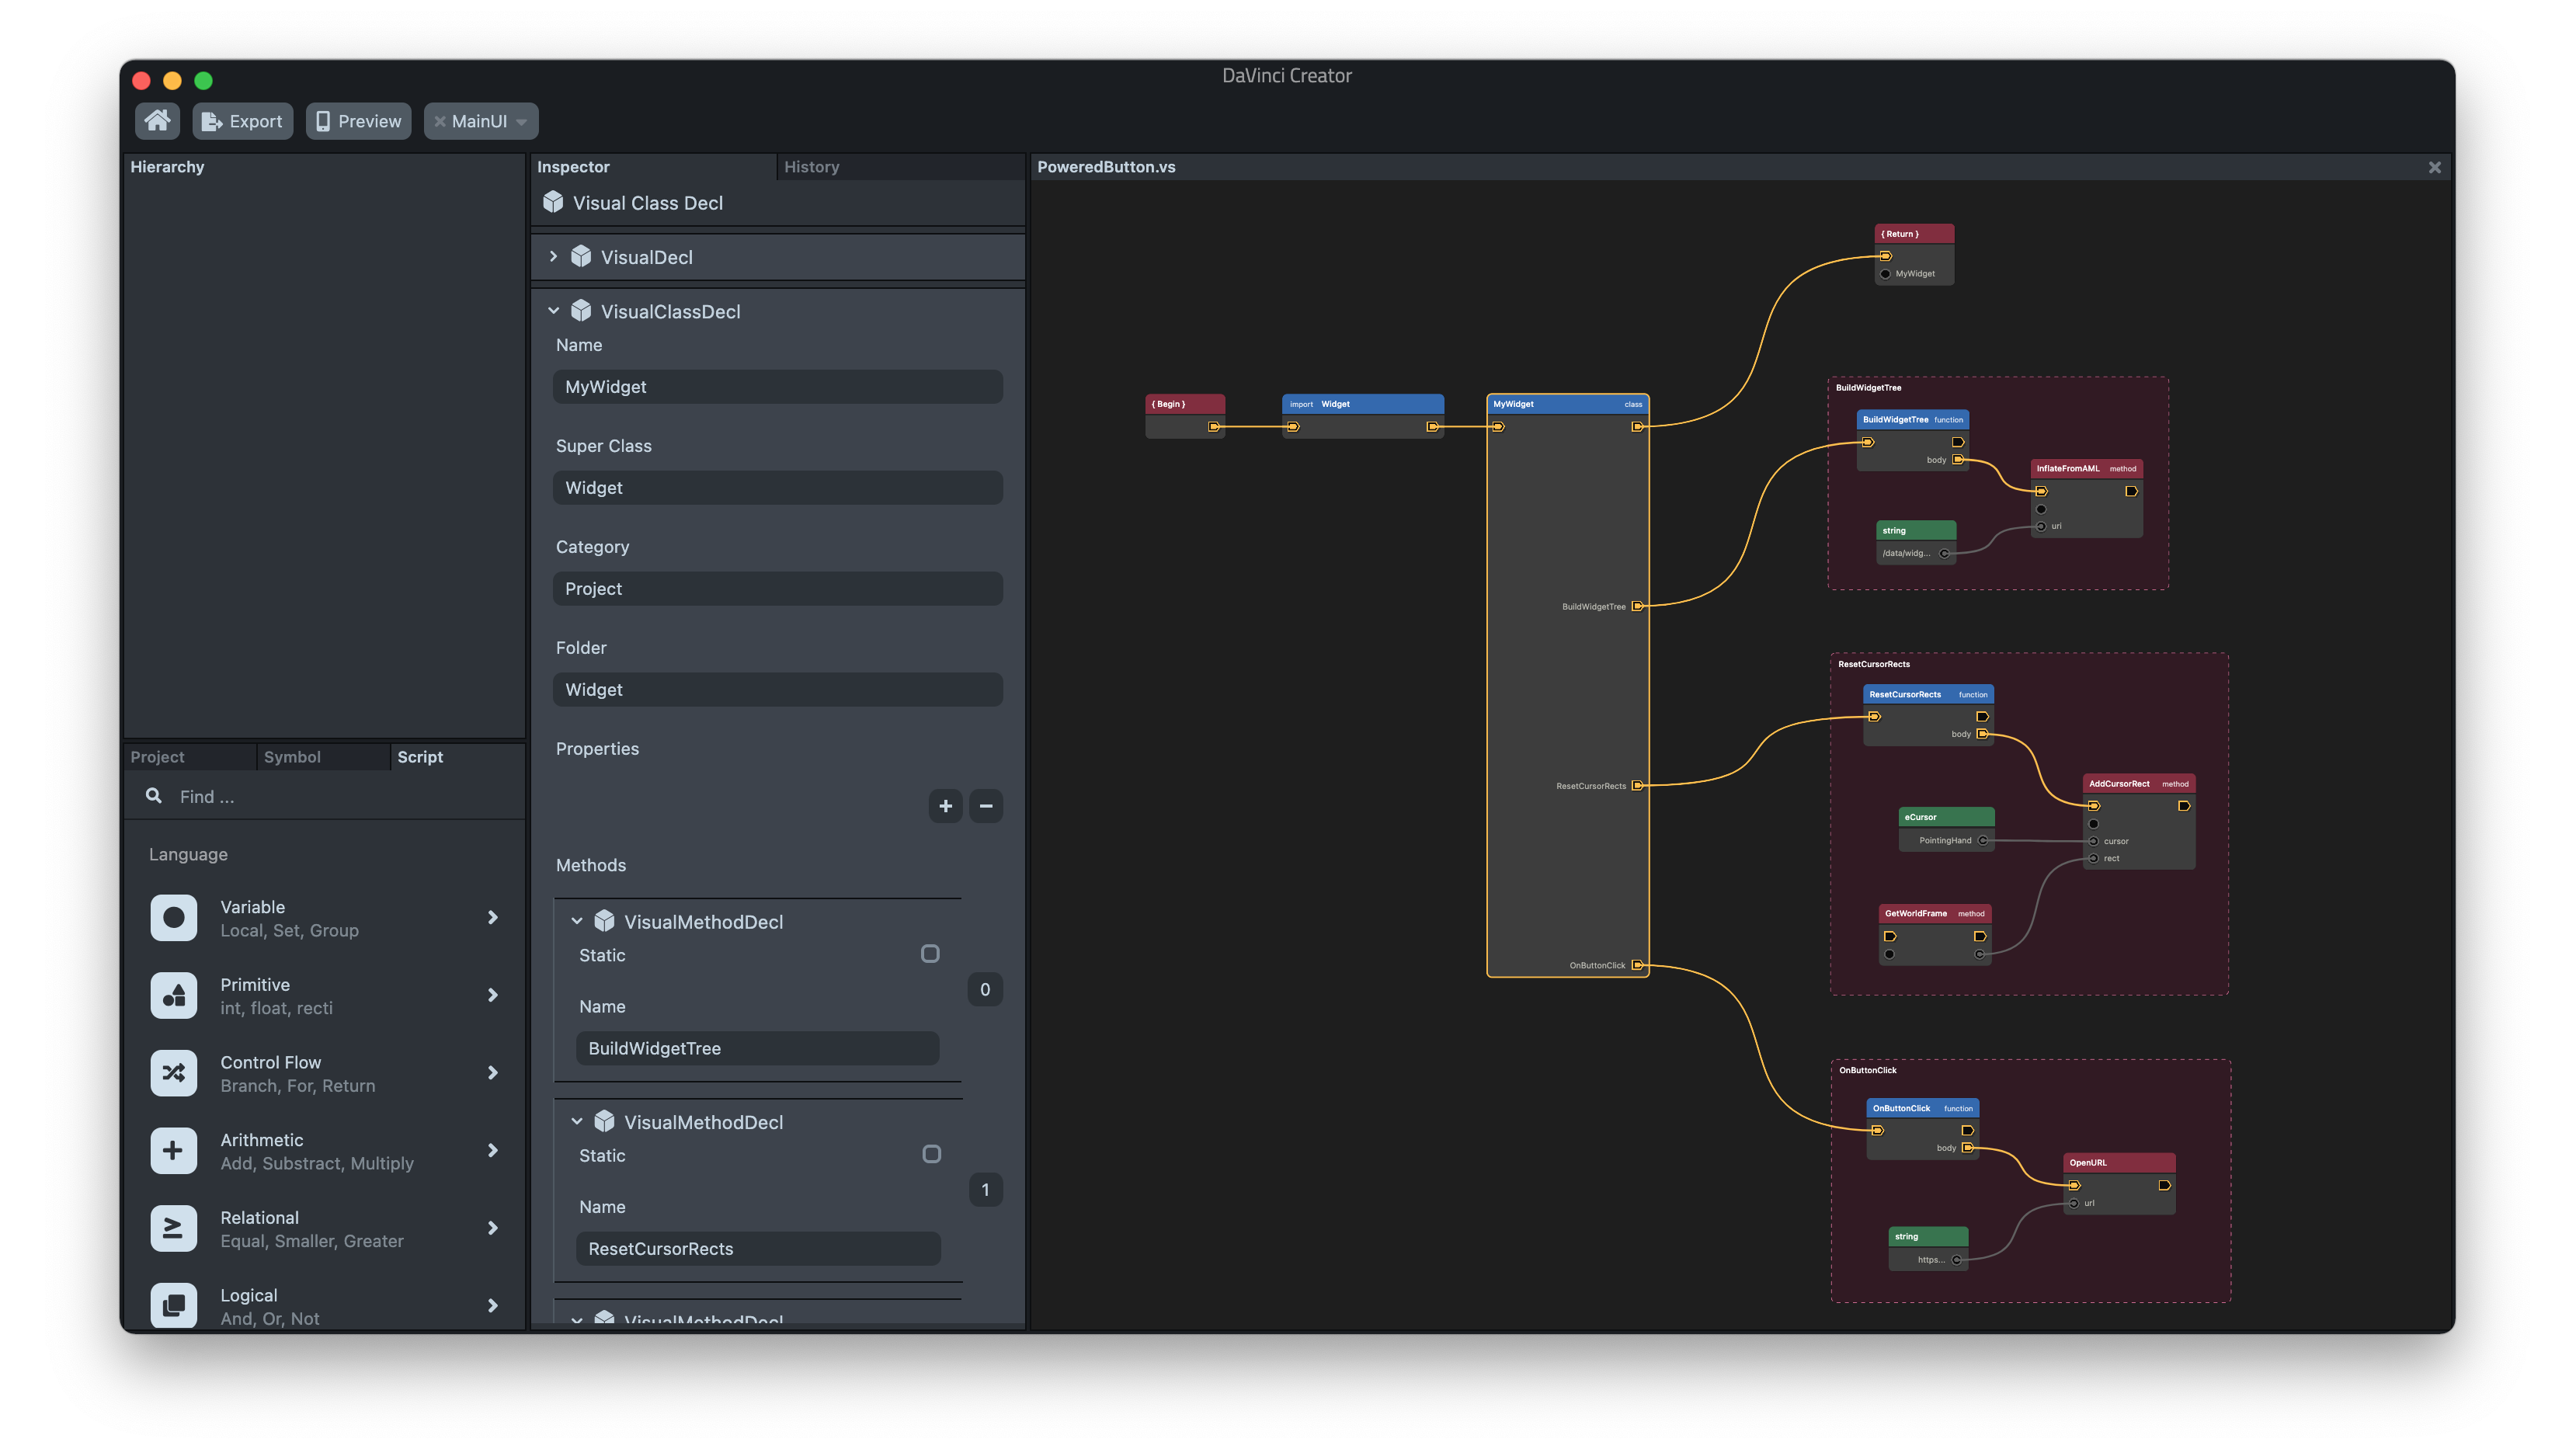 DaVinci Creator
Export
Preview
MainUI
Hierarchy
Project
Symbol
Script
Find ...
Language
Variable
Local, Set, Group
Primitive
int, float, recti
Control Flow
Branch, For, Return
Arithmetic
Add, Substract, Multiply
Relational
Equal, Smaller, Greater
Logical
And, Or, Not
Inspector
History
Visual Class Decl
VisualDecl
VisualClassDecl
Name
MyWidget
Super Class
Widget
Category
Project
Folder
Widget
Properties
Methods
VisualMethodDecl
Static
0
Name
BuildWidgetTree
VisualMethodDecl
Static
1
Name
ResetCursorRects
VisualMethodDecl
PoweredButton.vs
{ Begin }
import Widget
MyWidget class
BuildWidgetTree
ResetCursorRects
OnButtonClick
{ Return }
MyWidget
BuildWidgetTree
BuildWidgetTree function
body
InflateFromAML method
uri
string
/data/widg...
ResetCursorRects
ResetCursorRects function
body
AddCursorRect method
cursor
rect
eCursor
PointingHand
GetWorldFrame method
OnButtonClick
OnButtonClick function
body
OpenURL
url
string
https...